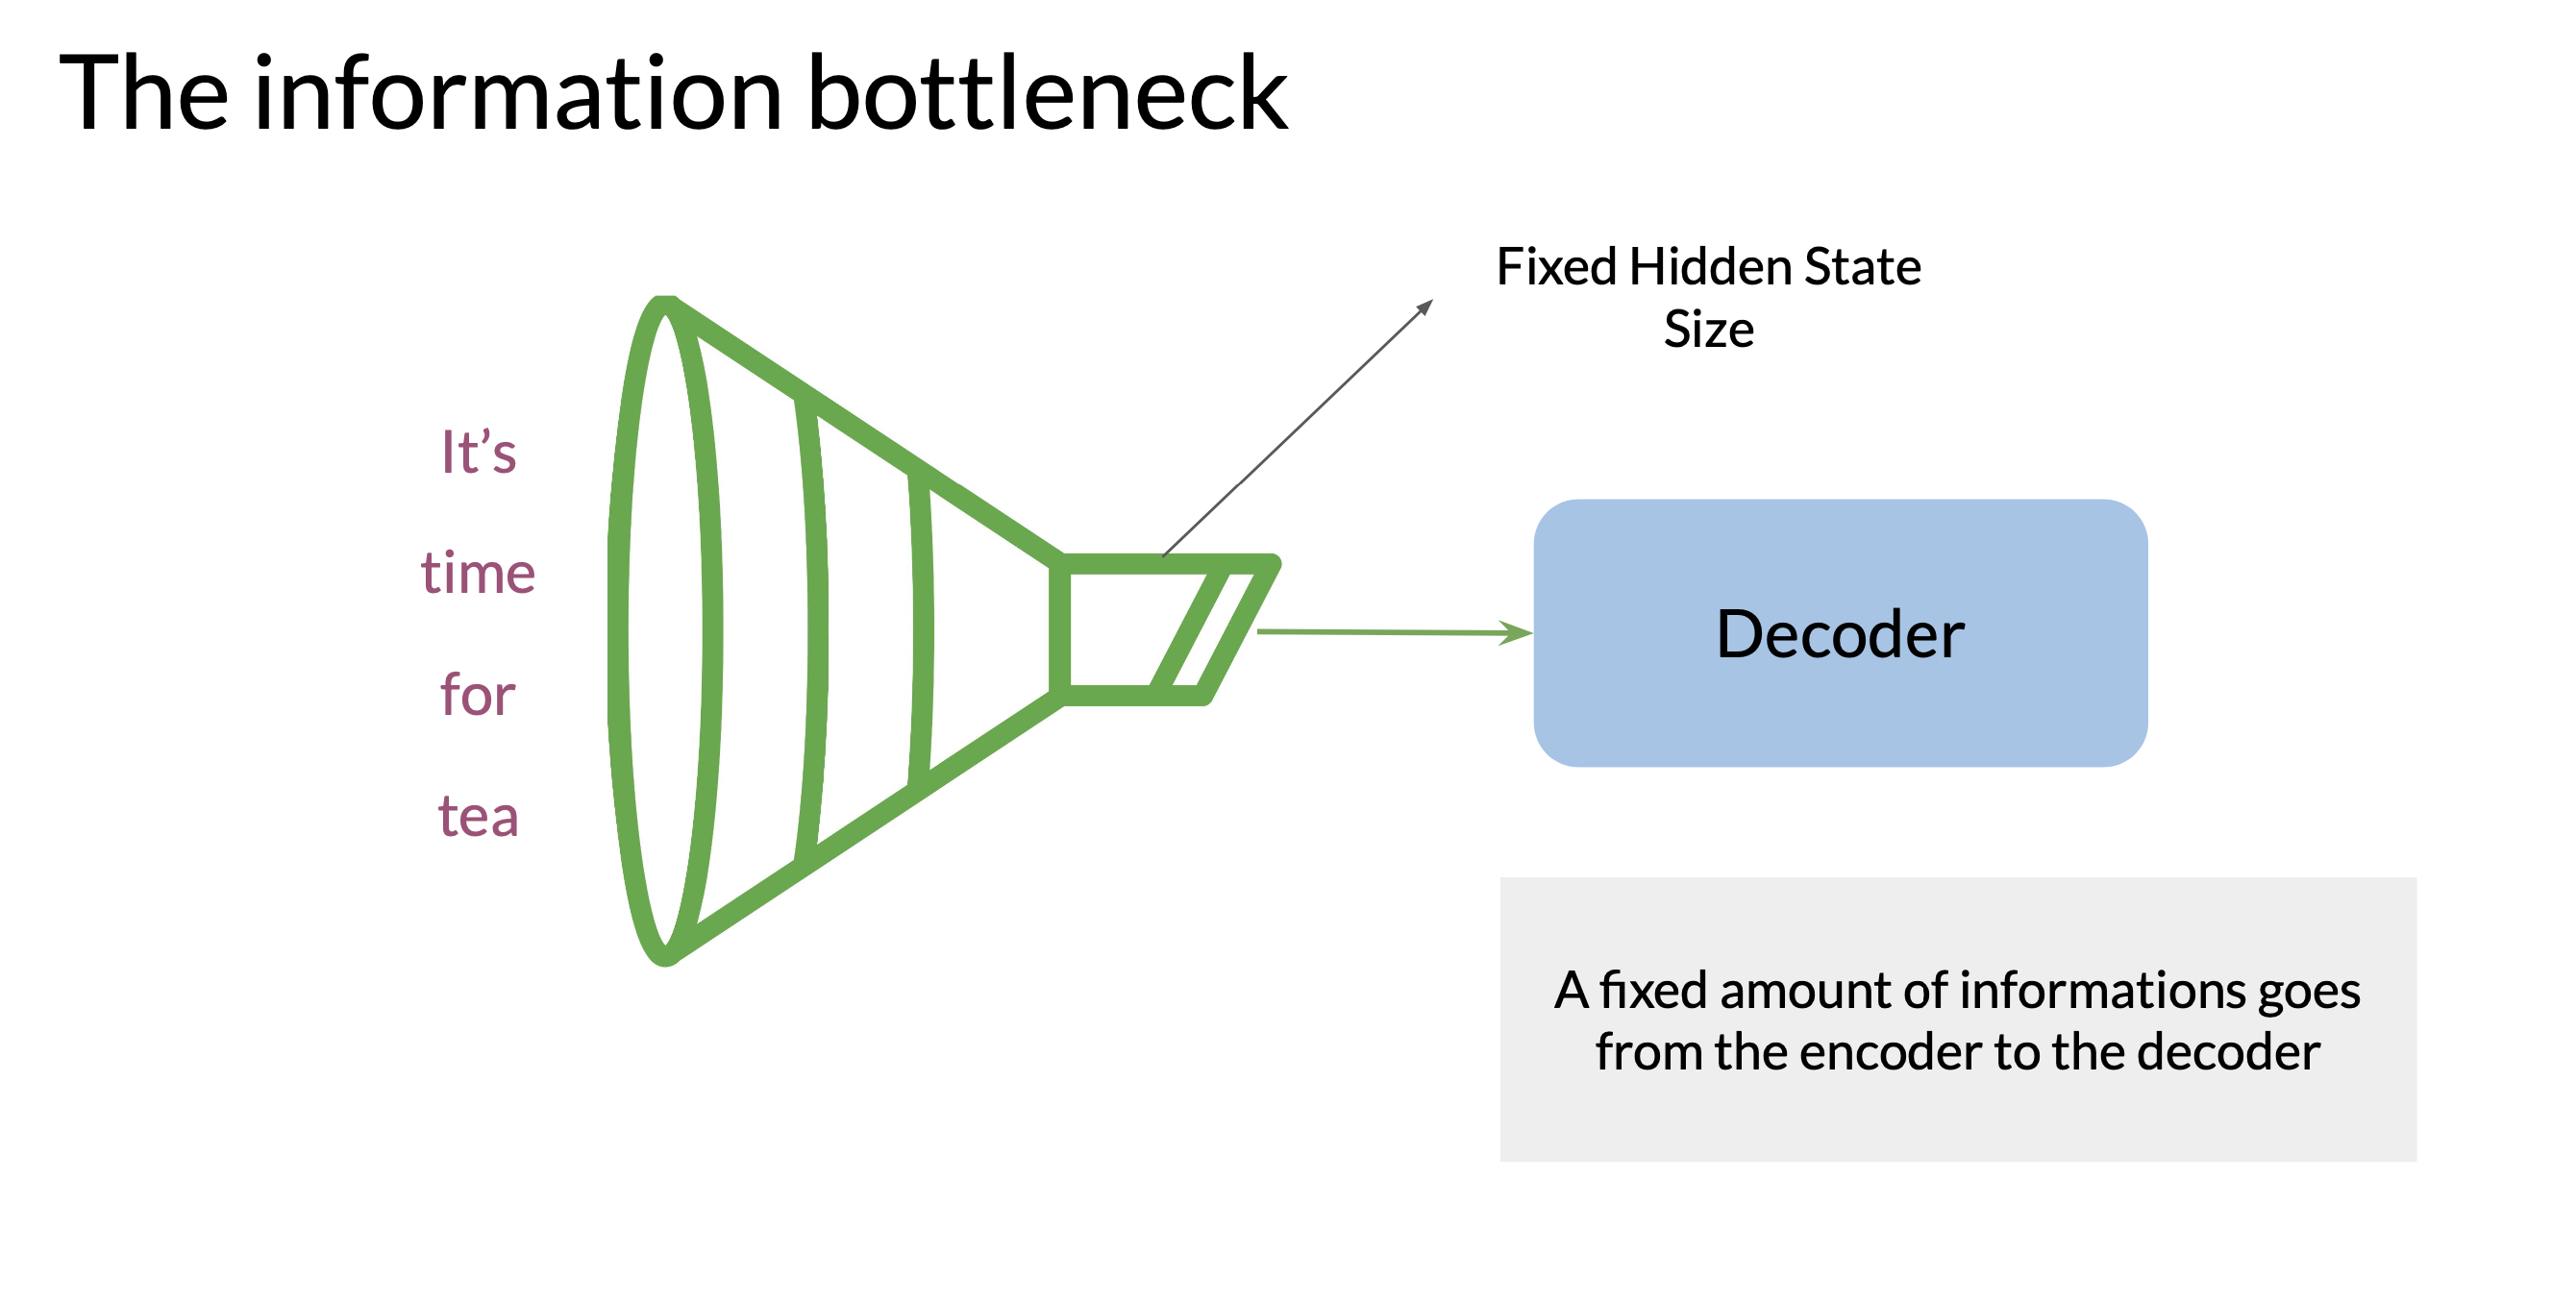 The information bottleneck
Fixed Hidden State
Size
It’s
time
for
tea
Decoder
A fixed amount of informations goes
from the encoder to the decoder